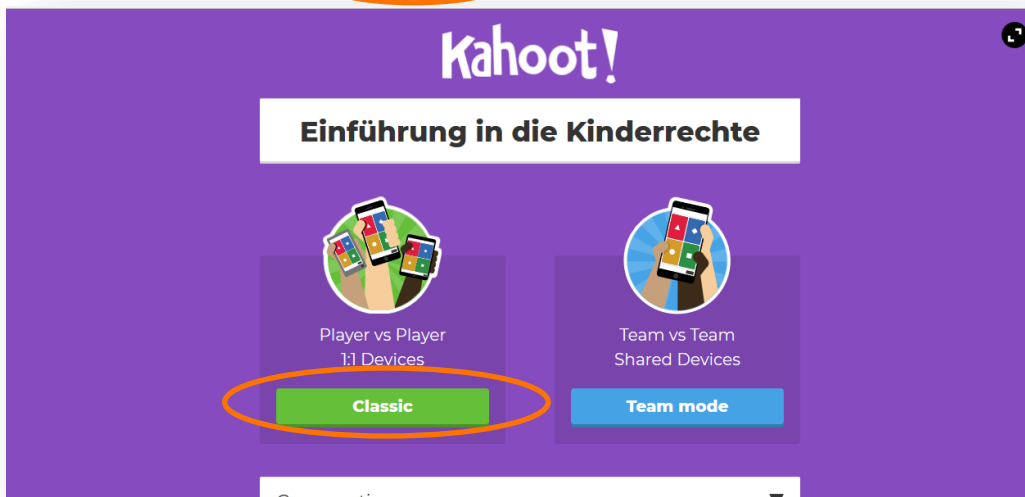 Kahoot!
Einführung in die Kinderrechte
Player vs Player
1:1 Devices
Classic
Team vs Team
Shared Devices
Team mode